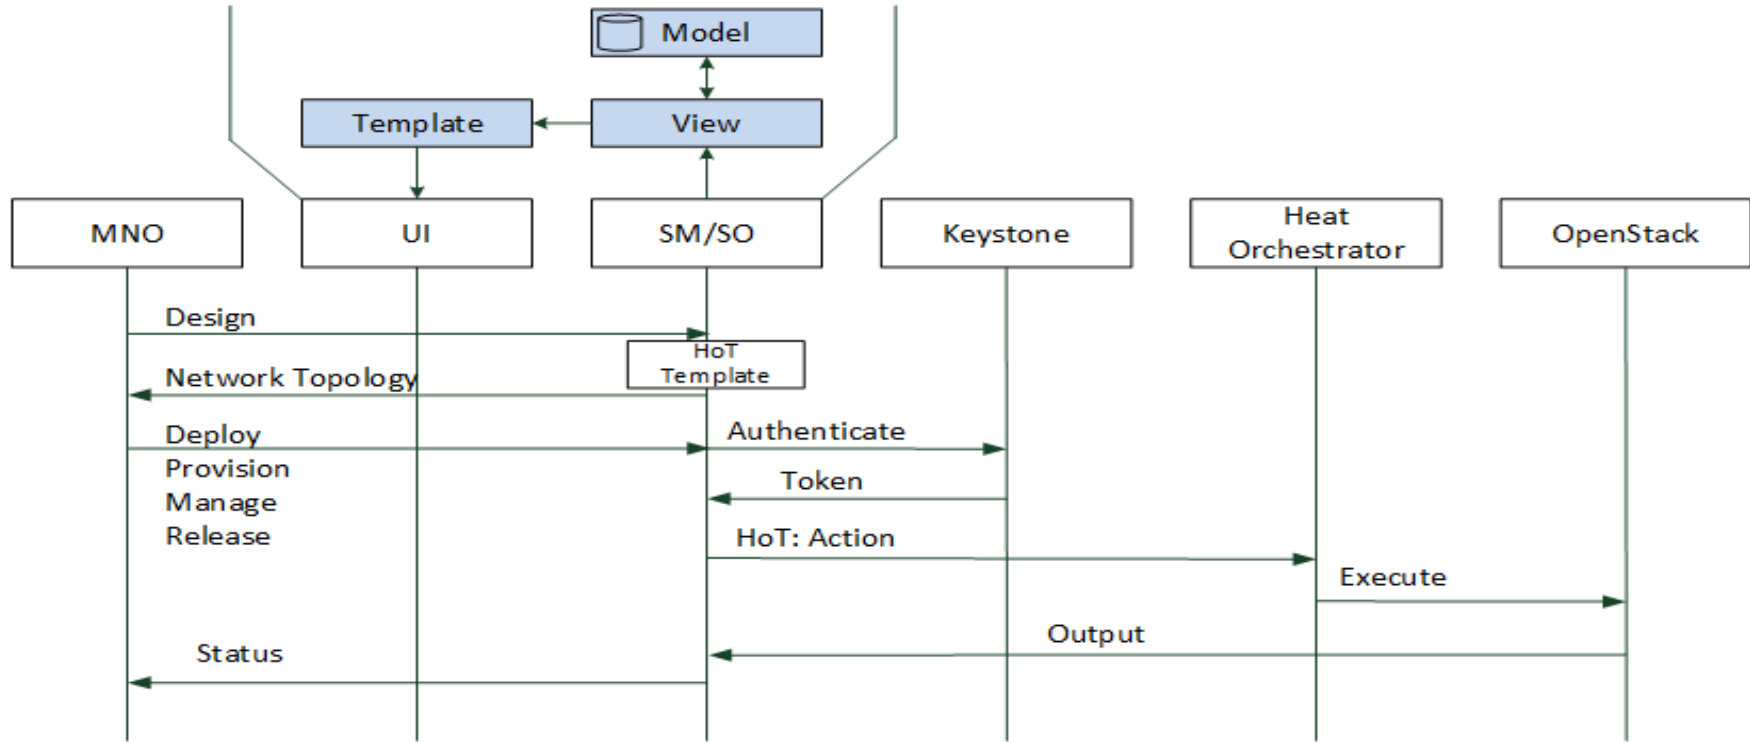 Model
Template
View
MNO
UI
SM/SO
Keystone
Heat
Orchestrator
OpenStack
Design
HoT
Template
Network Topology
Deploy
Authenticate
Provision
Token
Manage
Release
HoT: Action
Execute
Output
Status